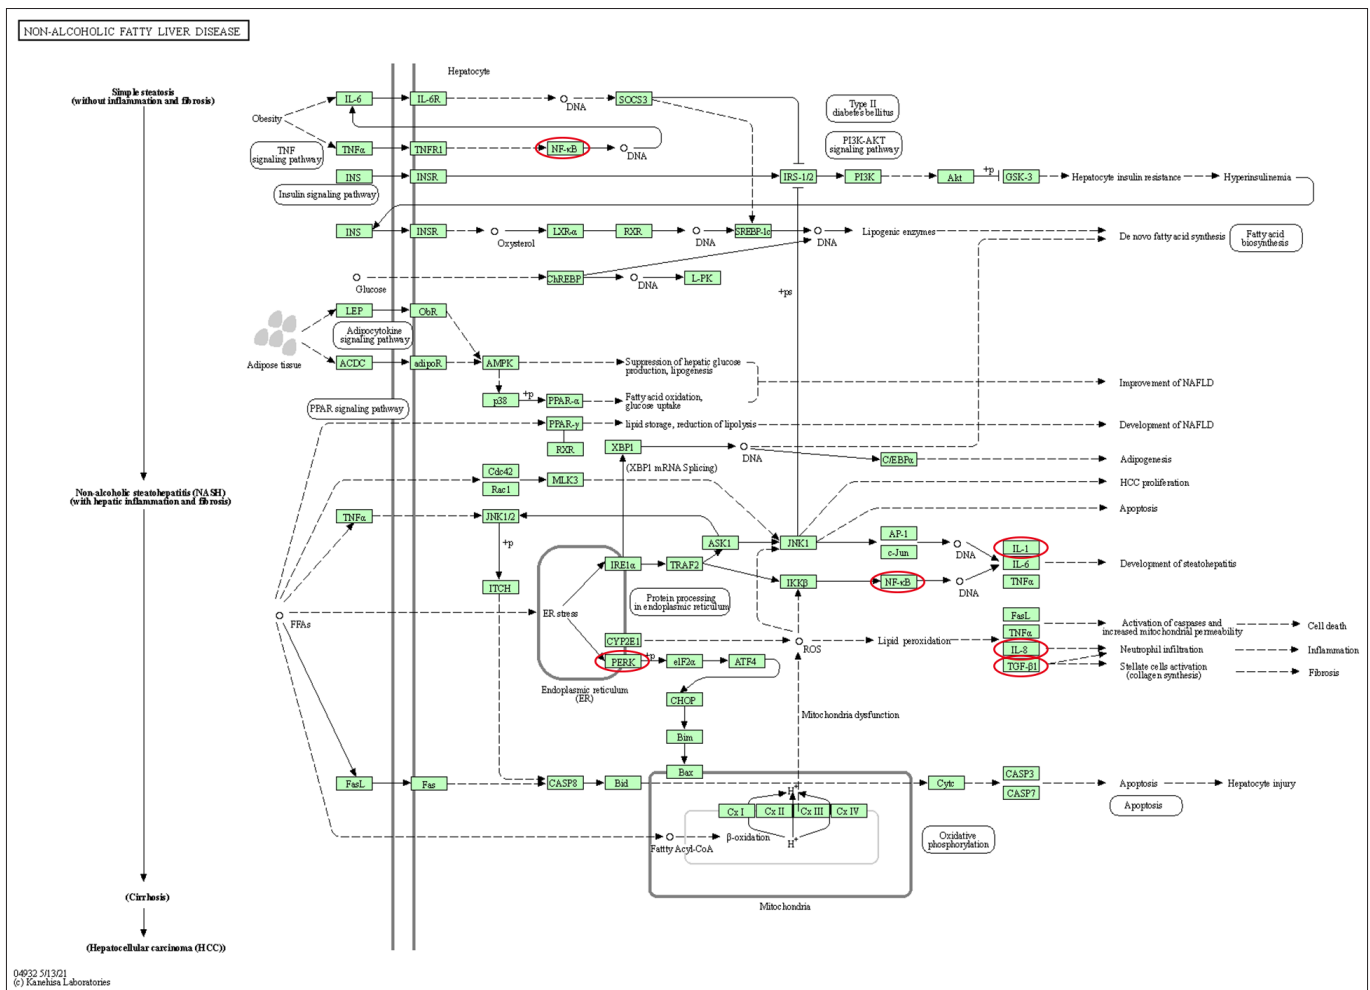 NON-ALCOHOLIC FATTY LIVER DISEASE
Hepatocyte
Simple steatosis
(without inflammation and fibrosis)
Obesity
IL-6
IL-6R
DNA
SOCS3
Type II
diabetes bellitus
TNF
signaling pathway
TNFα
TNFR1
NF-κB
DNA
PI3K-AKT
signaling pathway
INS
INSR
IRS-1/2
PI3K
Akt
+p
GSK-3
Hepatocyte insulin resistance
Hyperinsulinemia
Insulin signaling pathway
INS
INSR
Oxysterol
LXR-α
RXR
DNA
SREBP-1c
DNA
Lipogenic enzymes
De novo fatty acid synthesis
Fatty acid
biosynthesis
Glucose
ChREBP
DNA
L-PK
+ps
LEP
ObR
Adipocytokine
signaling pathway
Adipose tissue
ACDC
adipoR
AMPK
Suppression of hepatic glucose
production, lipogenesis
Improvement of NAFLD
p38
+p
PPAR-α
Fatty acid oxidation,
glucose uptake
PPAR signaling pathway
PPAR-γ
lipid storage, reduction of lipolysis
Development of NAFLD
RXR
XBP1
DNA
C/EBPα
Adipogenesis
(XBP1 mRNA Splicing)
Cdc42
Rac1
MLK3
HCC proliferation
Non-alcoholic steatohepatitis (NASH)
(with hepatic inflammation and fibrosis)
Apoptosis
TNFα
JNK1/2
+p
ASK1
JNK1
AP-1
c-Jun
DNA
IL-1
IL-6
TNFα
Development of steatohepatitis
IRE1α
TRAF2
IKKβ
NF-κB
DNA
ITCH
ER stress
Protein processing
in endoplasmic reticulum
FFAs
FasL
TNFα
Activation of caspases and
increased mitochondrial permeability
Cell death
CYP2E1
ROS
Lipid peroxidation
IL-8
Neutrophil infiltration
Inflammation
PERK
+p
eIF2α
ATF4
TGF-β1
Stellate cells activation
(collagen synthesis)
Fibrosis
Endoplasmic reticulum
(ER)
CHOP
Mitochondria dysfunction
Bim
Bax
FasL
Fas
CASP8
Bid
Cytc
CASP3
CASP7
Apoptosis
Hepatocyte injury
Apoptosis
H+
Cx I
Cx II
Cx III
Cx IV
Fattty Acyl-CoA
β-oxidation
H+
Oxidative
phosphorylation
Mitochondria
(Cirrhosis)
(Hepatocellular carcinoma (HCC))
04932 5/13/21
(c) Kanehisa Laboratories